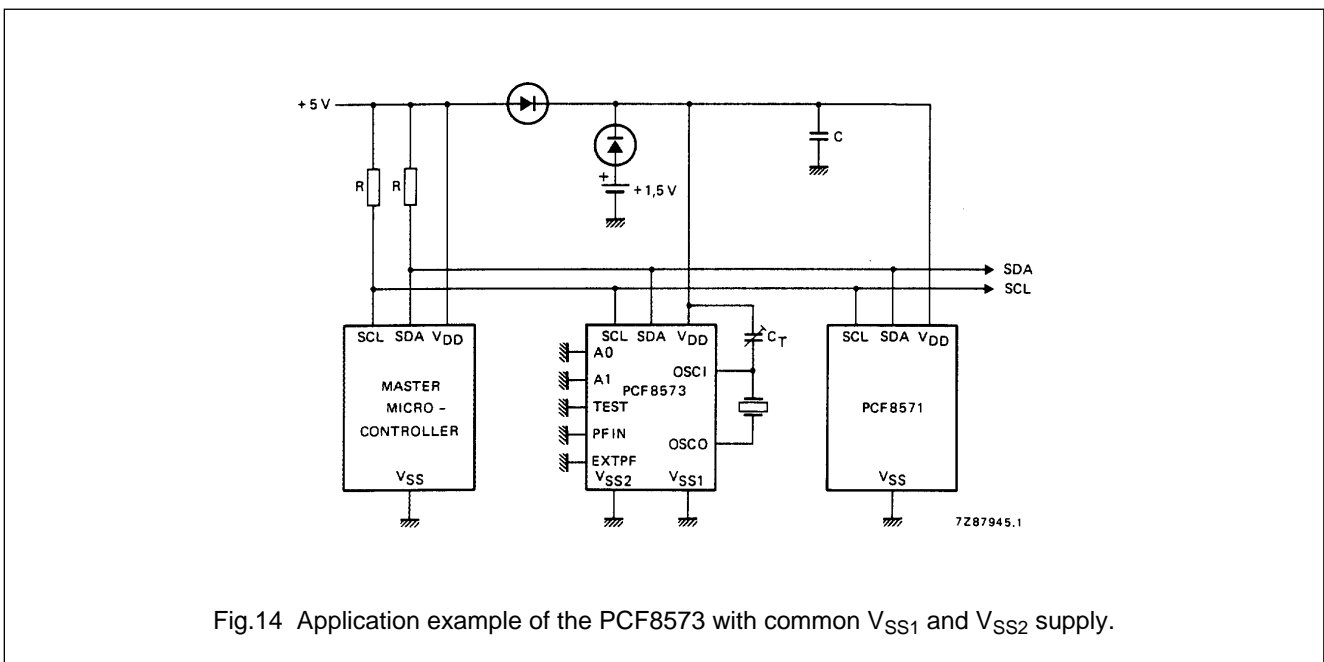 +5 V
C
+1,5 V
R R
SDA
SCL
SCL SDA VDD
MASTER
MICRO -
CONTROLLER
VSS
SCL SDA VDD
A0
A1
TEST
PFIN
EXTPF
PCF8573
OSCI
OSCO
VSS2 VSS1
CT
SCL SDA VDD
PCF8571
VSS
7Z87945.1
Fig.14 Application example of the PCF8573 with common VSS1 and VSS2 supply.